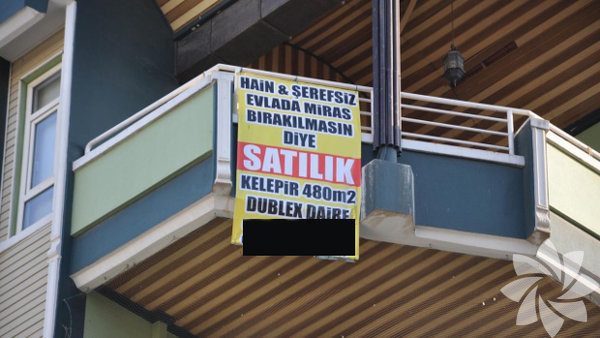 HAİN & ŞEREFSİZ
EVLADA MİRAS
BIRAKILMASIN
DİYE
SATILIK
KELEPİR 480m2
DUBLEX DAİRE